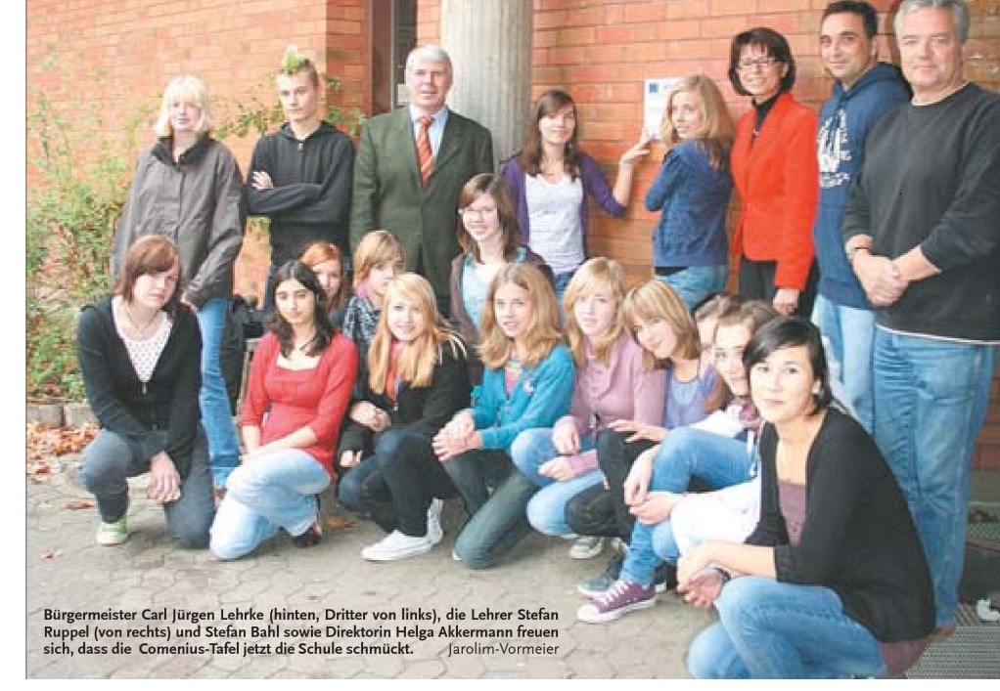 Bürgermeister Carl Jürgen Lehrke (hinten, Dritter von links), die Lehrer Stefan
Ruppel (von rechts) und Stefan Bahl sowie Direktorin Helga Akkermann freuen
sich, dass die Comenius-Tafel jetzt die Schule schmückt. Jarolim-Vormeier